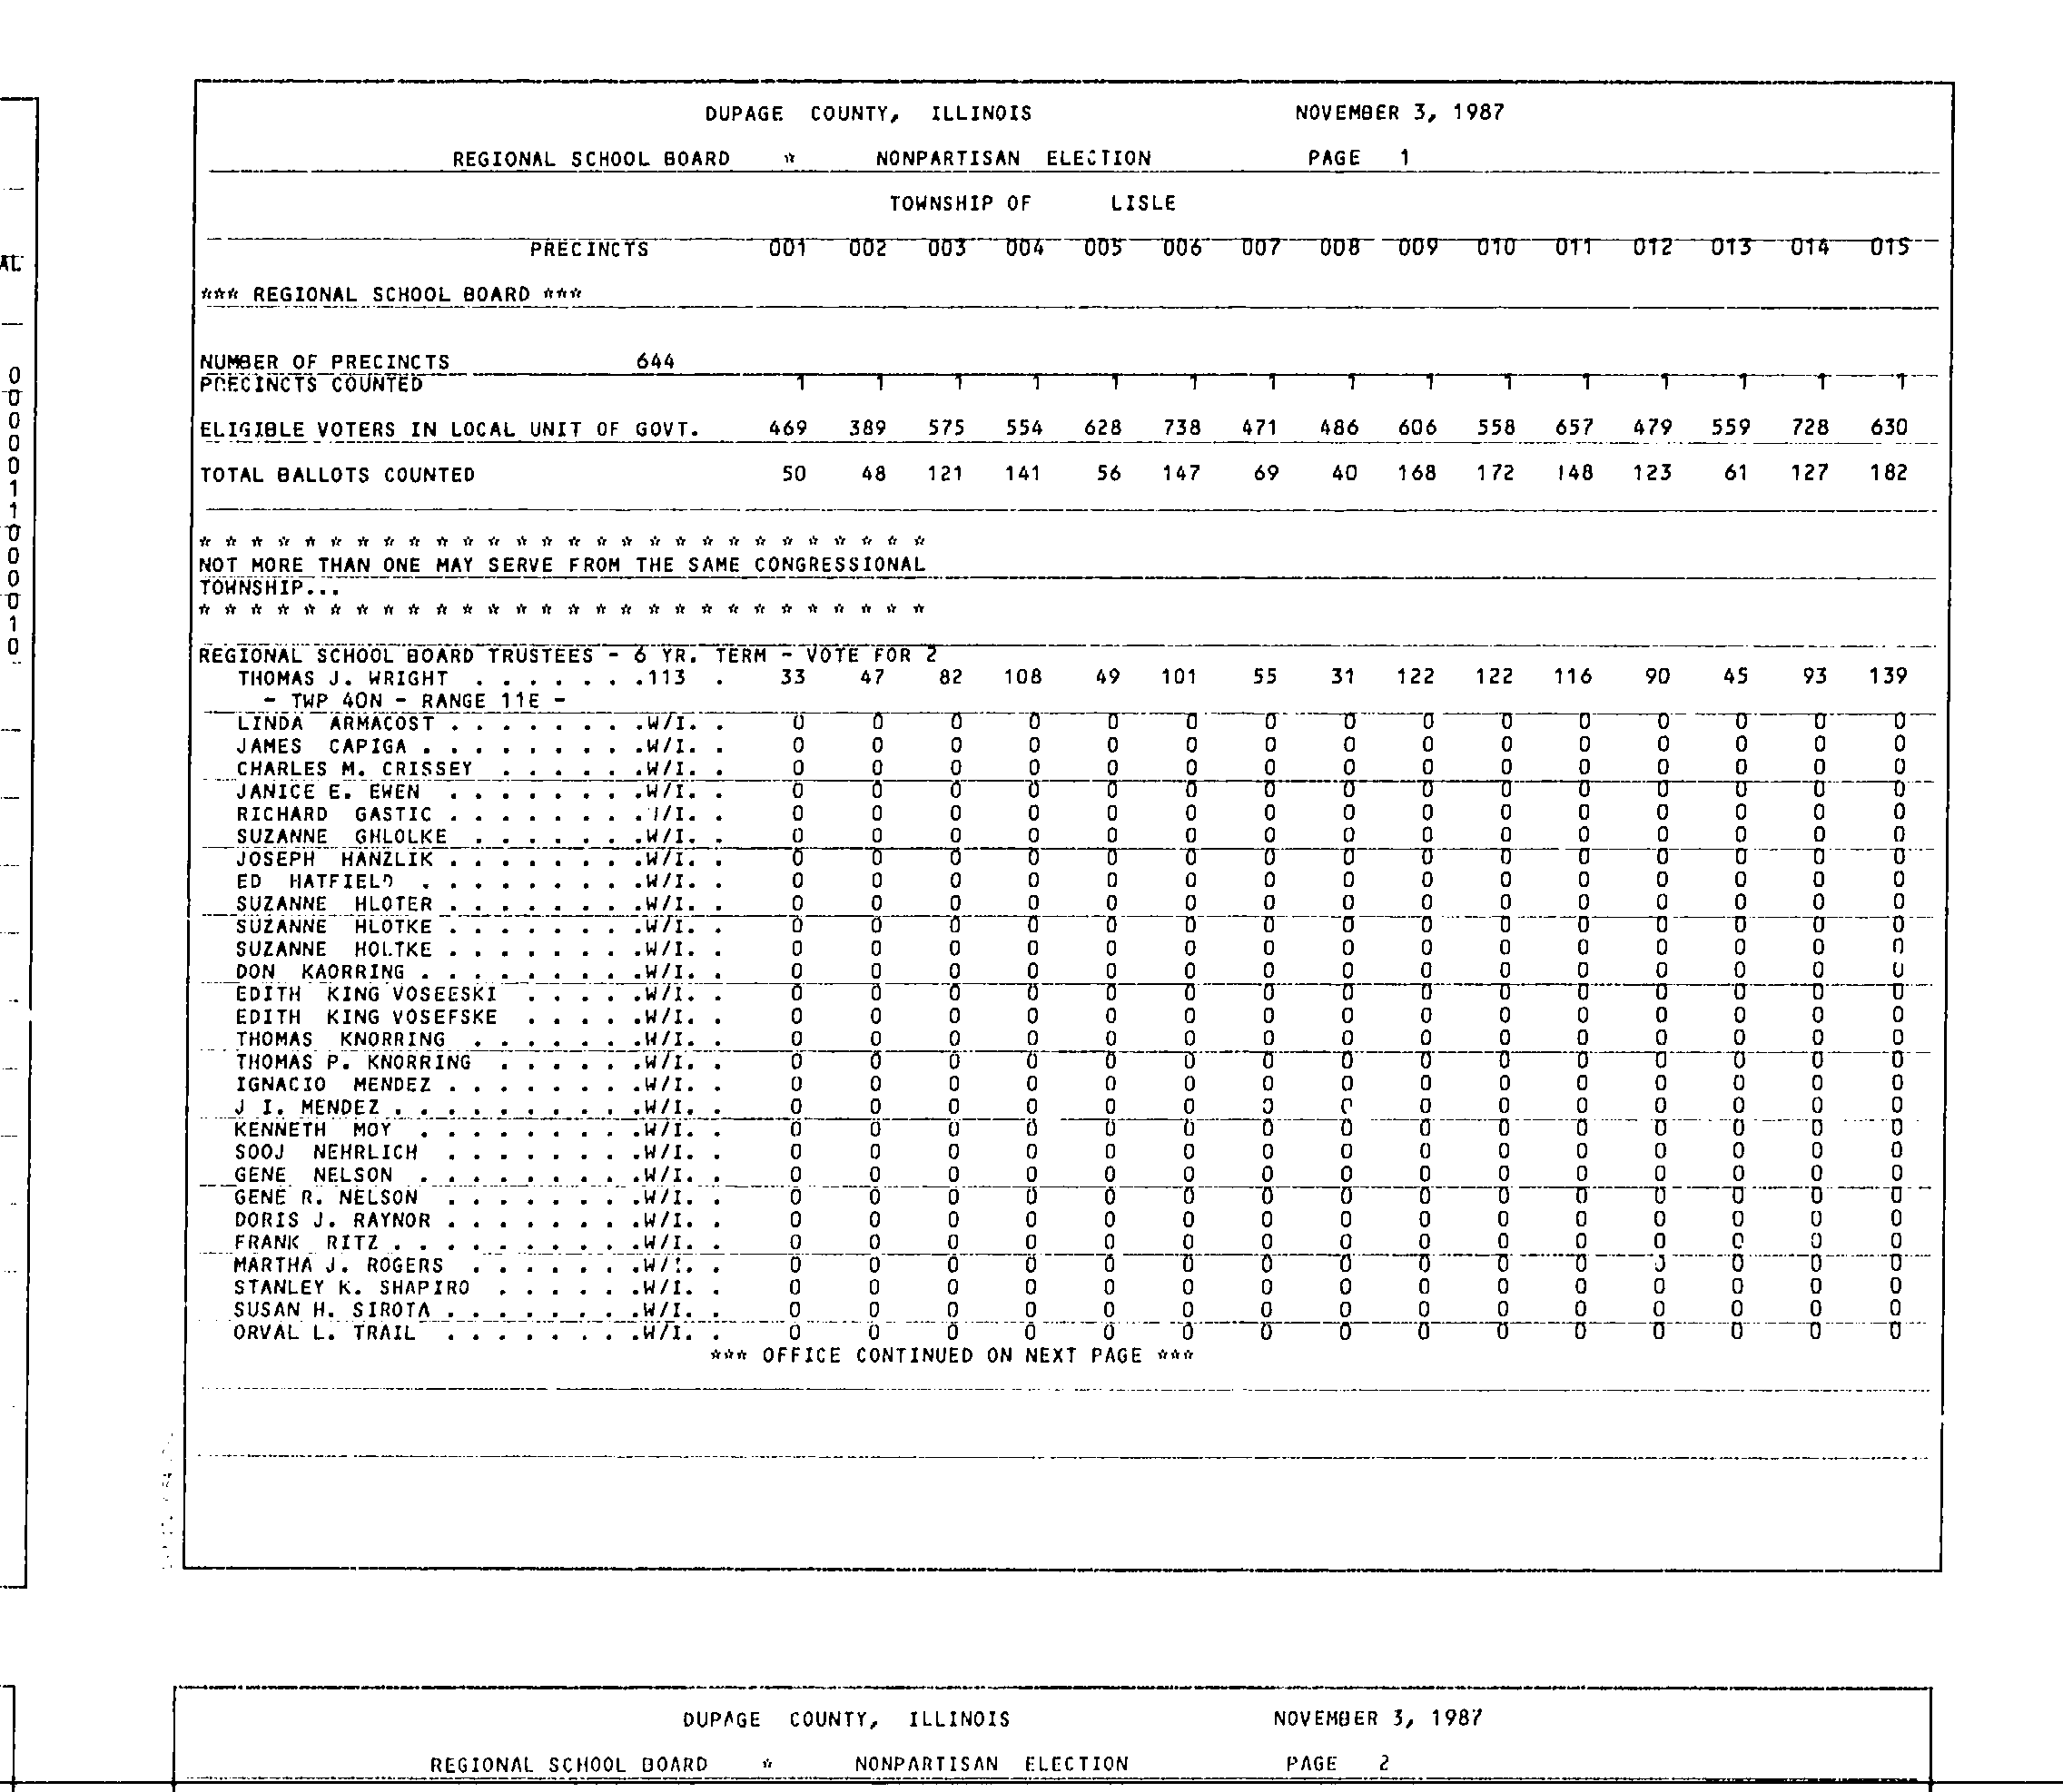 DUPAGE COUNTY, ILLINOIS NOVEMBER 3, 1987
REGIONAL SCHOOL BOARD * NONPARTISAN ELECTION PAGE 1
TOWNSHIP OF LISLE
PRECINCTS 001 002 003 004 005 006 007 008 009 010 011 012 013 014 015
*** REGIONAL SCHOOL BOARD ***
NUMBER OF PRECINCTS 644
PRECINCTS COUNTED 1 1 1 1 1 1 1 1 1 1 1 1 1 1 1
ELIGIBLE VOTERS IN LOCAL UNIT OF GOVT. 469 389 575 554 628 738 471 486 606 558 657 479 559 728 630
TOTAL BALLOTS COUNTED 50 48 121 141 56 147 69 40 168 172 148 123 61 127 182
* * * * * * * * * * * * * * * * * * * * * * * * * * * *
NOT MORE THAN ONE MAY SERVE FROM THE SAME CONGRESSIONAL
TOWNSHIP...
* * * * * * * * * * * * * * * * * * * * * * * * * * * *
REGIONAL SCHOOL BOARD TRUSTEES - 6 YR. TERM - VOTE FOR 2
THOMAS J. WRIGHT . . . . . . .113 . 33 47 82 108 49 101 55 31 122 122 116 90 45 93 139
- TWP 40N - RANGE 11E -
LINDA ARMACOST . . . . . . . .W/I. . 0 0 0 0 0 0 0 0 0 0 0 0 0 0 0
JAMES CAPIGA . . . . . . . . .W/I. . 0 0 0 0 0 0 0 0 0 0 0 0 0 0 0
CHARLES M. CRISSEY . . . . . .W/I. . 0 0 0 0 0 0 0 0 0 0 0 0 0 0 0
JANICE E. EWEN . . . . . . . .W/I. . 0 0 0 0 0 0 0 0 0 0 0 0 0 0 0
RICHARD GASTIC . . . . . . . .W/I. . 0 0 0 0 0 0 0 0 0 0 0 0 0 0 0
SUZANNE GHLOLKE . . . . . . .W/I. . 0 0 0 0 0 0 0 0 0 0 0 0 0 0 0
JOSEPH HANZLIK . . . . . . . .W/I. . 0 0 0 0 0 0 0 0 0 0 0 0 0 0 0
ED HATFIELD . . . . . . . . .W/I. . 0 0 0 0 0 0 0 0 0 0 0 0 0 0 0
SUZANNE HLOTER . . . . . . . .W/I. . 0 0 0 0 0 0 0 0 0 0 0 0 0 0 0
SUZANNE HLOTKE . . . . . . . .W/I. . 0 0 0 0 0 0 0 0 0 0 0 0 0 0 0
SUZANNE HOLTKE . . . . . . . .W/I. . 0 0 0 0 0 0 0 0 0 0 0 0 0 0 0
DON KAORRING . . . . . . . . .W/I. . 0 0 0 0 0 0 0 0 0 0 0 0 0 0 0
EDITH KING VOSEESKI . . . . .W/I. . 0 0 0 0 0 0 0 0 0 0 0 0 0 0 0
EDITH KING VOSEFSKE . . . . .W/I. . 0 0 0 0 0 0 0 0 0 0 0 0 0 0 0
THOMAS KNORRING . . . . . . .W/I. . 0 0 0 0 0 0 0 0 0 0 0 0 0 0 0
THOMAS P. KNORRING . . . . . .W/I. . 0 0 0 0 0 0 0 0 0 0 0 0 0 0 0
IGNACIO MENDEZ . . . . . . . .W/I. . 0 0 0 0 0 0 0 0 0 0 0 0 0 0 0
J I. MENDEZ . . . . . . . . . .W/I. . 0 0 0 0 0 0 0 0 0 0 0 0 0 0 0
KENNETH MOY . . . . . . . . .W/I. . 0 0 0 0 0 0 0 0 0 0 0 0 0 0 0
SOOJ NEHRLICH . . . . . . . .W/I. . 0 0 0 0 0 0 0 0 0 0 0 0 0 0 0
GENE NELSON . . . . . . . . .W/I. . 0 0 0 0 0 0 0 0 0 0 0 0 0 0 0
GENE R. NELSON . . . . . . . .W/I. . 0 0 0 0 0 0 0 0 0 0 0 0 0 0 0
DORIS J. RAYNOR . . . . . . . .W/I. . 0 0 0 0 0 0 0 0 0 0 0 0 0 0 0
FRANK RITZ . . . . . . . . . .W/I. . 0 0 0 0 0 0 0 0 0 0 0 0 0 0 0
MARTHA J. ROGERS . . . . . . .W/I. . 0 0 0 0 0 0 0 0 0 0 0 0 0 0 0
STANLEY K. SHAPIRO . . . . . .W/I. . 0 0 0 0 0 0 0 0 0 0 0 0 0 0 0
SUSAN H. SIROTA . . . . . . . .W/I. . 0 0 0 0 0 0 0 0 0 0 0 0 0 0 0
ORVAL L. TRAIL . . . . . . . .W/I. . 0 0 0 0 0 0 0 0 0 0 0 0 0 0 0
*** OFFICE CONTINUED ON NEXT PAGE ***
AL
0
0
0
0
0
1
1
0
0
0
0
1
0
DUPAGE COUNTY, ILLINOIS NOVEMBER 3, 1987
REGIONAL SCHOOL BOARD * NONPARTISAN ELECTION PAGE 2